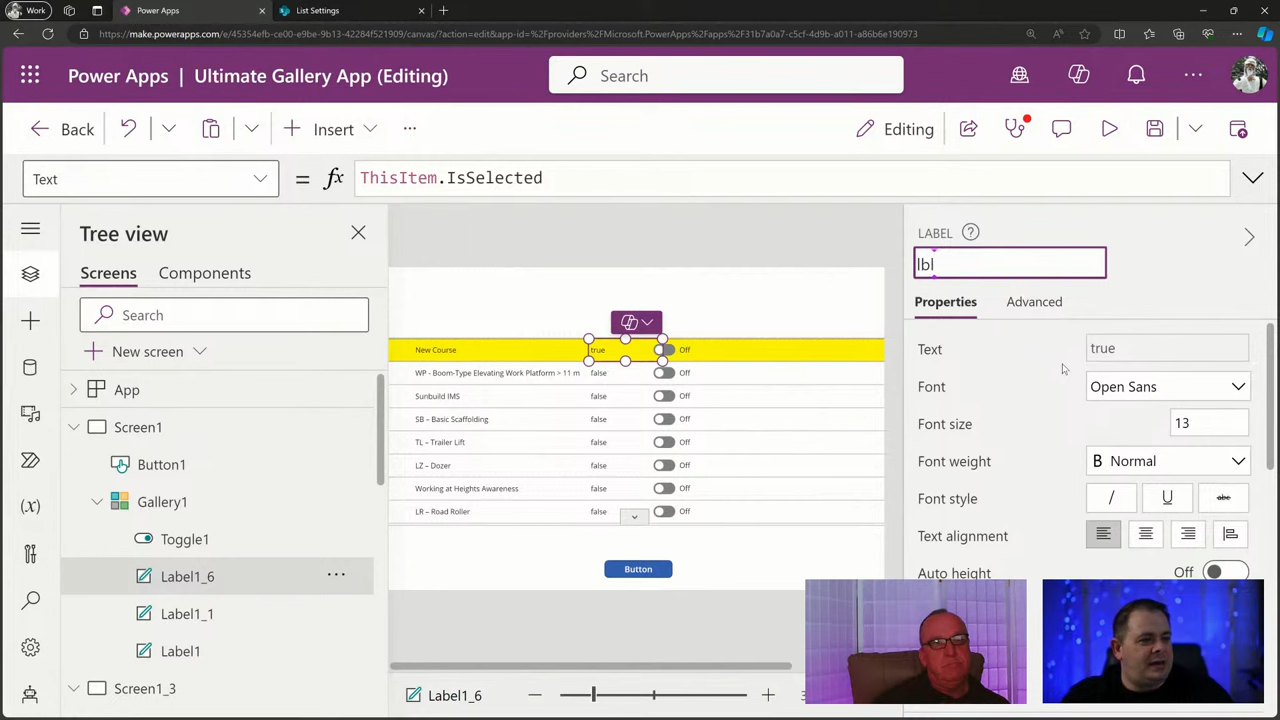 Work
Power Apps
List Settings
https://make.powerapps.com/e/45354efb-ce00-e9be-9b13-42284f521909/canvas/?action=edit&app-id=%2Fproviders%2FMicrosoft.PowerApps%2Fapps%2F31b7a0a7-c5cf-4d9b-a011-a86b6e190973
Power Apps | Ultimate Gallery App (Editing)
Search
Back
Insert
Editing
Text
= fx
ThisItem.IsSelected
Tree view
Screens
Components
Search
New screen
App
Screen1
Button1
Gallery1
Toggle1
Label1_6
Label1_1
Label1
Screen1_3
New Course true Off
WP - Boom-Type Elevating Work Platform > 11 m false Off
Sunbuild IMS false Off
SB – Basic Scaffolding false Off
TL – Trailer Lift false Off
LZ – Dozer false Off
Working at Heights Awareness false Off
LR – Road Roller false Off
Button
Label1_6
LABEL
lbl
Properties
Advanced
Text true
Font Open Sans
Font size 13
Font weight B Normal
Font style / U abc
Text alignment
Auto height Off